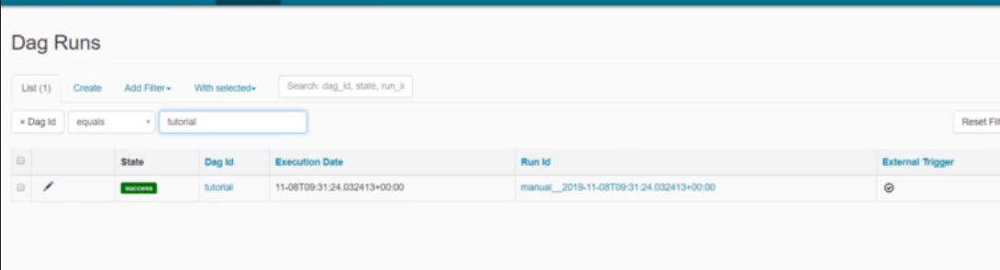 Dag Runs
List (1) Create Add Filter With selected Search: dag_id, state, run_i
× Dag Id equals tutorial Reset Filt
State Dag Id Execution Date Run Id External Trigger
success tutorial 11-08T09:31:24.032413+00:00 manual__2019-11-08T09:31:24.032413+00:00